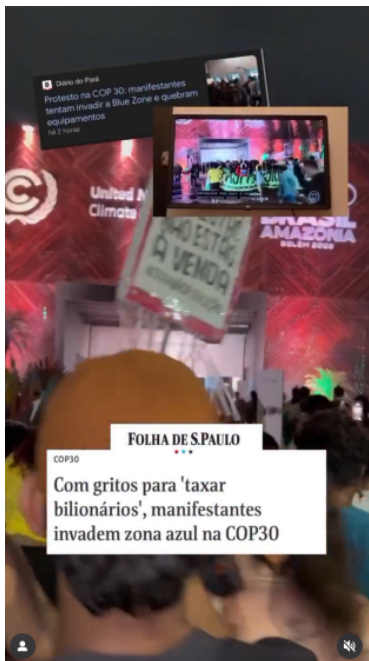 Diário do Pará
Protesto na COP 30: manifestantes
tentam invadir a Blue Zone e quebram
equipamentos
há 2 horas
United N
Climate
BRASIL
AMAZÔNIA
BELÉM 2025
NÃO ESTÃO
À VENDA
FOLHA DE S.PAULO
COP30
Com gritos para 'taxar
bilionários', manifestantes
invadem zona azul na COP30